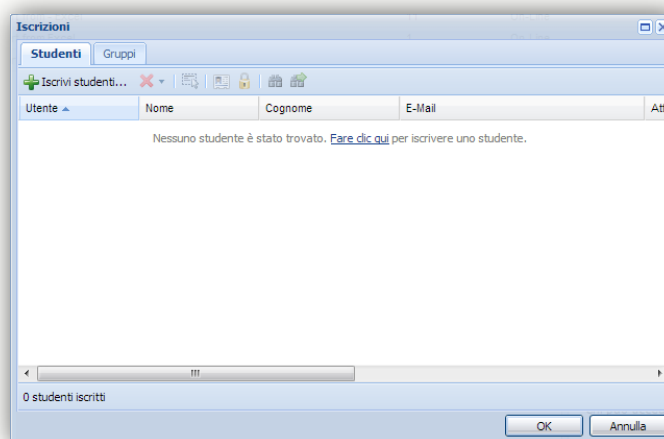 Iscrizioni
Studenti Gruppi
Iscrivi studenti...
Utente Nome Cognome E-Mail
Nessuno studente è stato trovato. Fare clic qui per iscrivere uno studente.
0 studenti iscritti
OK Annulla